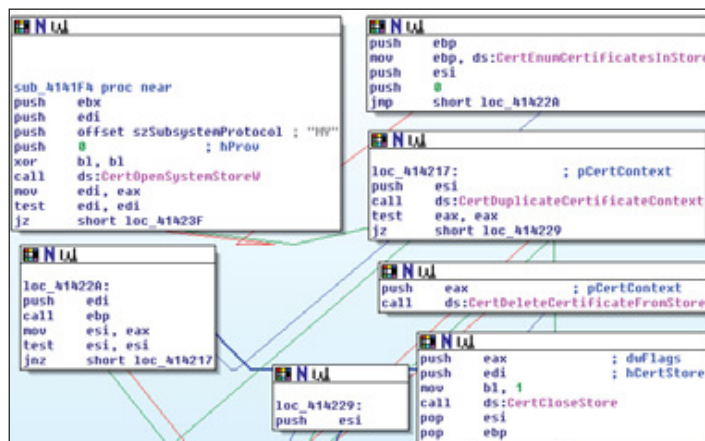 sub_4141F4 proc near
push ebx
push edi
push offset szSubsystemProtocol ; "MY"
push 0 ; hProv
xor bl, bl
call ds:CertOpenSystemStoreW
mov edi, eax
test edi, edi
jz short loc_41423F
push ebp
mov ebp, ds:CertEnumCertificatesInStore
push esi
push 0
jmp short loc_41422A
loc_414217: ; pCertContext
push esi
call ds:CertDuplicateCertificateContext
test eax, eax
jz short loc_414229
loc_41422A:
push edi
call ebp
mov esi, eax
test esi, esi
jnz short loc_414217
push eax ; pCertContext
call ds:CertDeleteCertificateFromStore
loc_414229:
push esi
push eax ; dwFlags
push edi ; hCertStore
mov bl, 1
call ds:CertCloseStore
pop esi
pop ebp